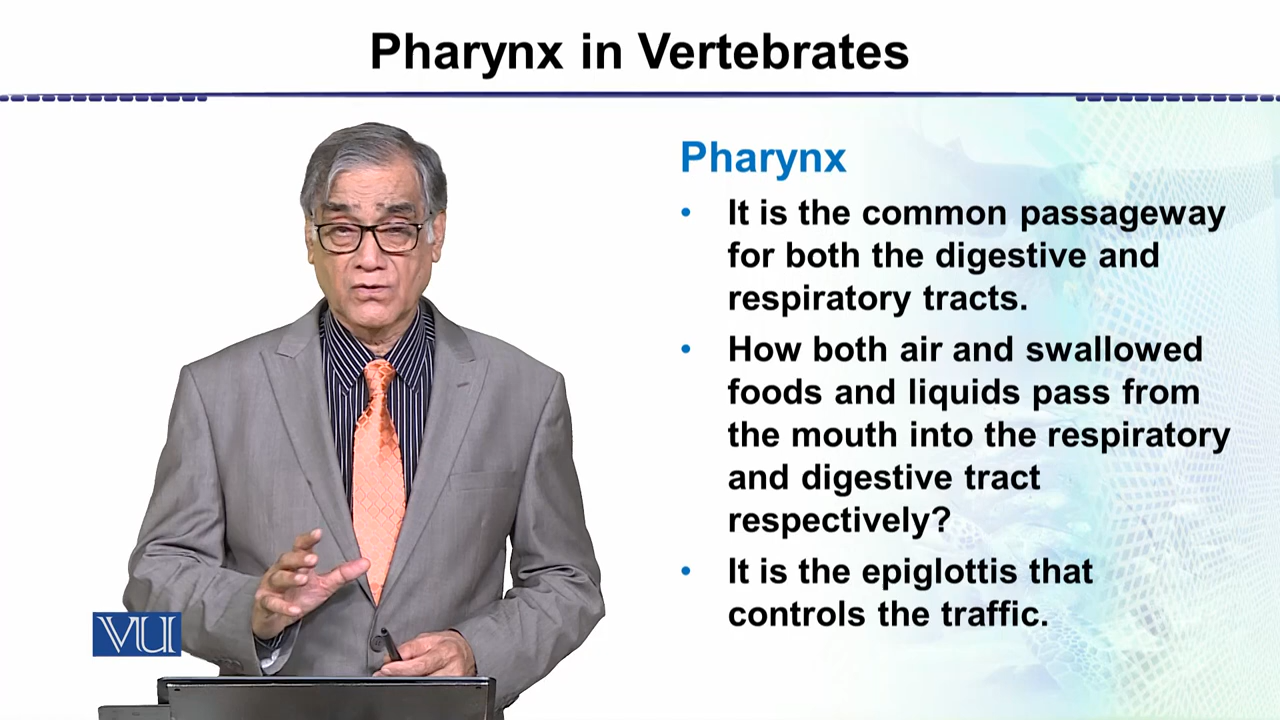 Pharynx in Vertebrates
Pharynx
• It is the common passageway
for both the digestive and
respiratory tracts.
• How both air and swallowed
foods and liquids pass from
the mouth into the respiratory
and digestive tract
respectively?
• It is the epiglottis that
controls the traffic.
VU